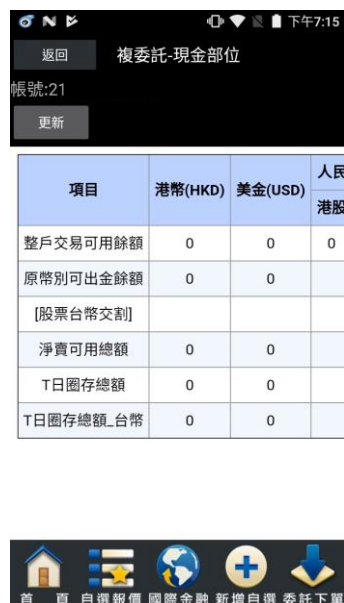 下午7:15
返回 複委託-現金部位
帳號:21
更新
項目 港幣(HKD) 美金(USD) 人民
港股
整戶交易可用餘額 0 0 0
原幣別可出金餘額 0 0
[股票台幣交割]
淨賣可用總額 0 0
T日圈存總額 0 0
T日圈存總額_台幣 0 0
首 頁 自選報價 國際金融 新增自選 委託下單